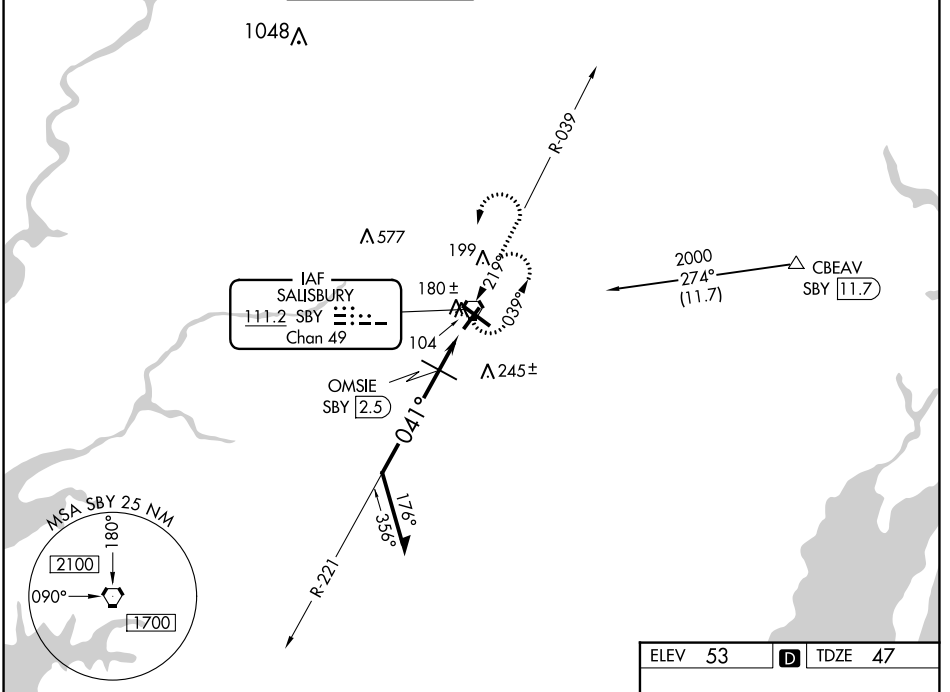 1048
R-039
577
199
219°
2000
274°
(11.7)
CBEAV
SBY 11.7
IAF
SALISBURY
111.2 SBY
Chan 49
180 ±
039°
104
245 ±
OMSIE
SBY 2.5
041°
176°
356°
R-221
MSA SBY 25 NM
180°
2100
090°
1700
ELEV 53 D TDZE 47